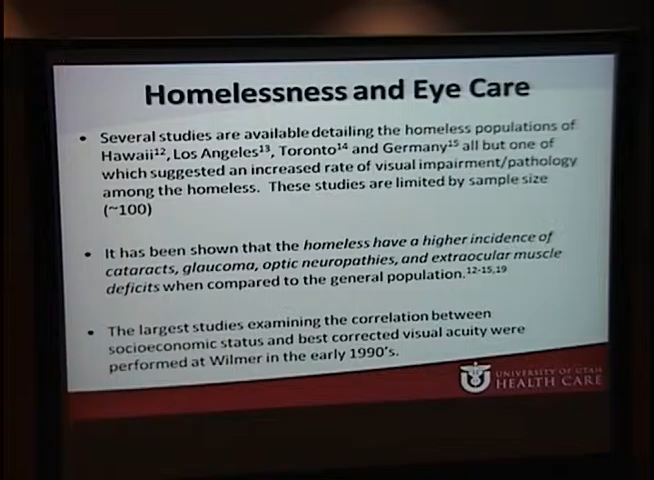 Homelessness and Eye Care
• Several studies are available detailing the homeless populations of
Hawaii¹², Los Angeles¹³, Toronto¹⁴ and Germany¹⁵ all but one of
which suggested an increased rate of visual impairment/pathology
among the homeless. These studies are limited by sample size
(~100)
• It has been shown that the homeless have a higher incidence of
cataracts, glaucoma, optic neuropathies, and extraocular muscle
deficits when compared to the general population.¹²⁻¹⁵,¹⁹
• The largest studies examining the correlation between
socioeconomic status and best corrected visual acuity were
performed at Wilmer in the early 1990's.
UNIVERSITY OF UTAH
HEALTH CARE